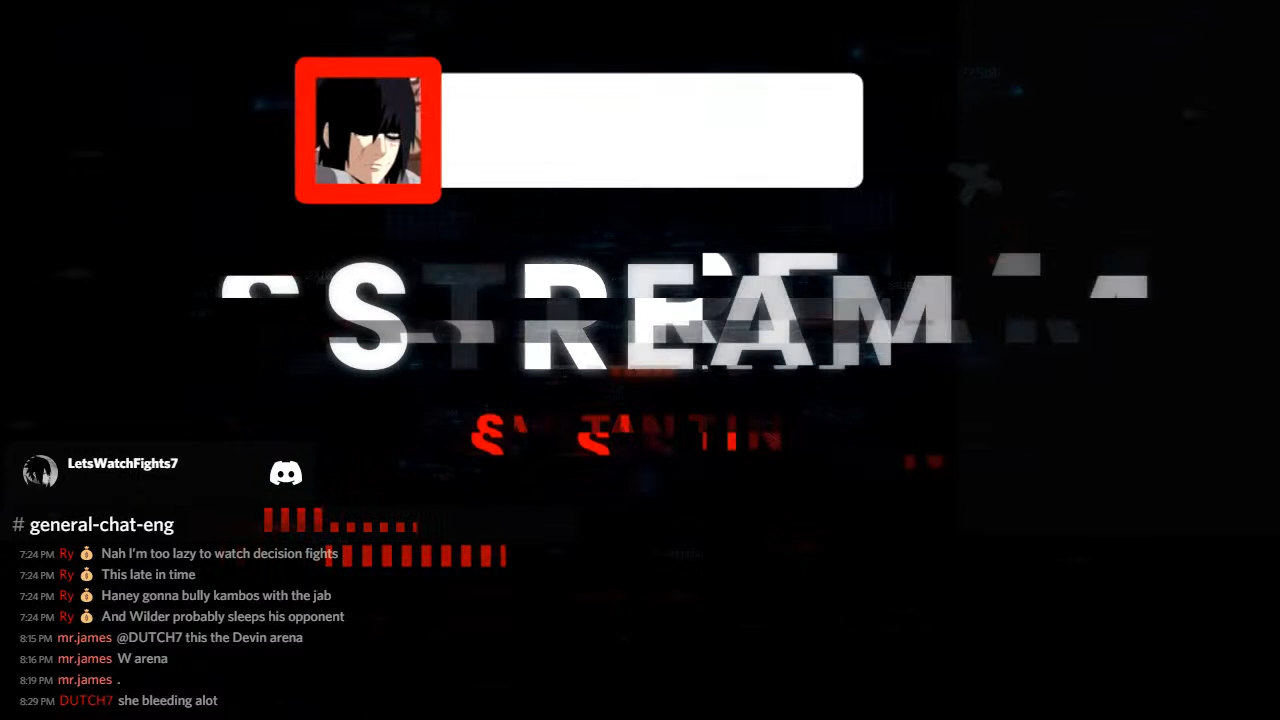 STREAM
LetsWatchFights7
# general-chat-eng
7:24 PM Ry 💰 Nah I'm too lazy to watch decision fights
7:24 PM Ry 💰 This late in time
7:24 PM Ry 💰 Haney gonna bully kambos with the jab
7:24 PM Ry 💰 And Wilder probably sleeps his opponent
8:15 PM mr.james @DUTCH7 this the Devin arena
8:16 PM mr.james W arena
8:19 PM mr.james .
8:29 PM DUTCH7 she bleeding alot